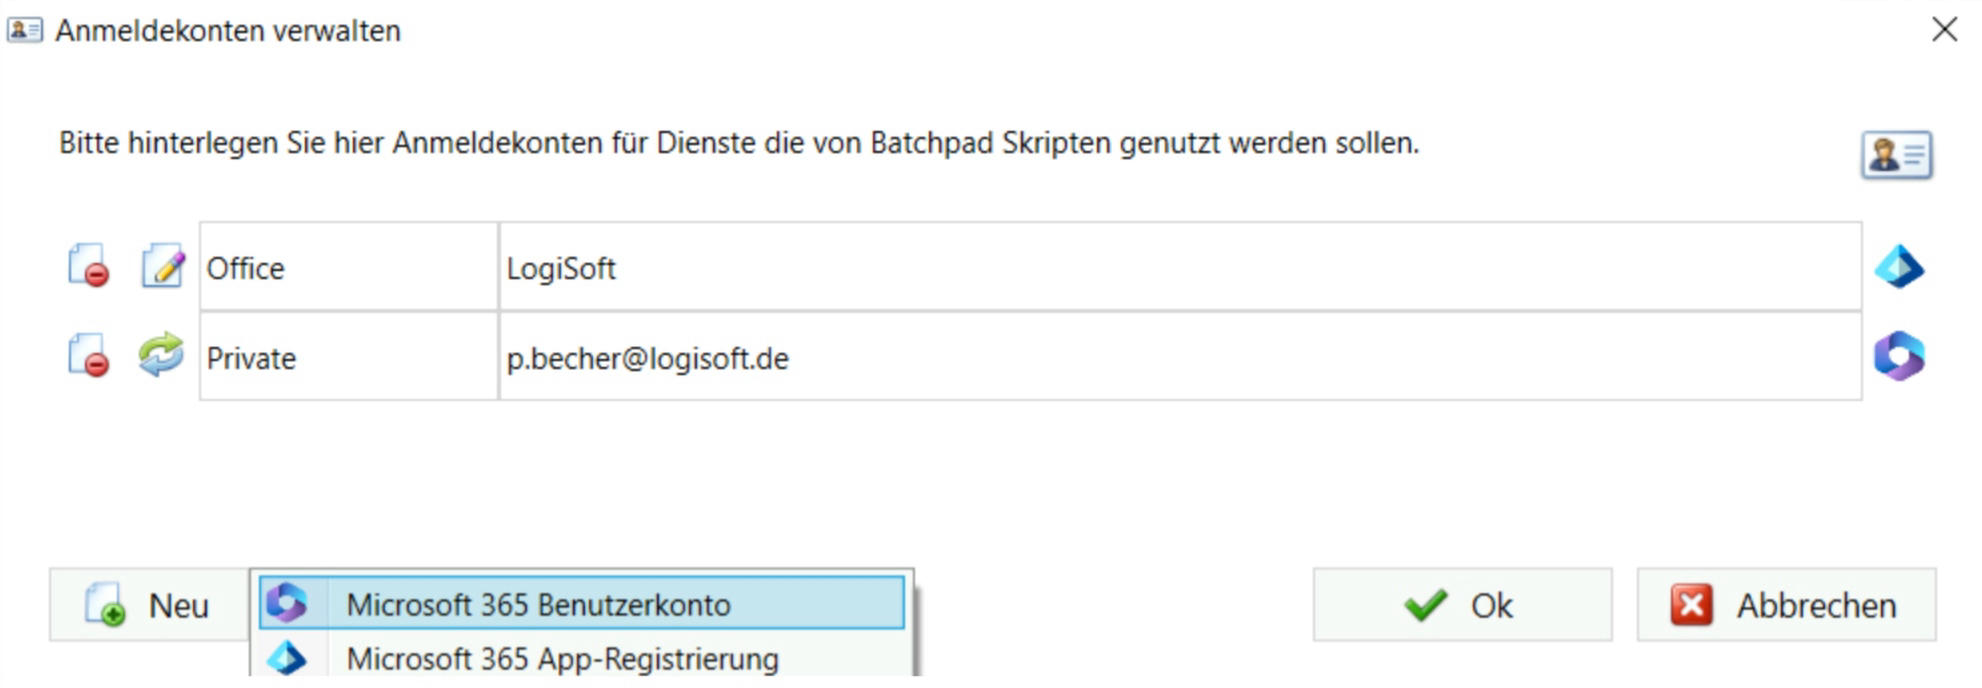 Anmeldekonten verwalten
Bitte hinterlegen Sie hier Anmeldekonten für Dienste die von Batchpad Skripten genutzt werden sollen.
Office LogiSoft
Private p.becher@logisoft.de
Neu Microsoft 365 Benutzerkonto Ok Abbrechen
Microsoft 365 App-Registrierung